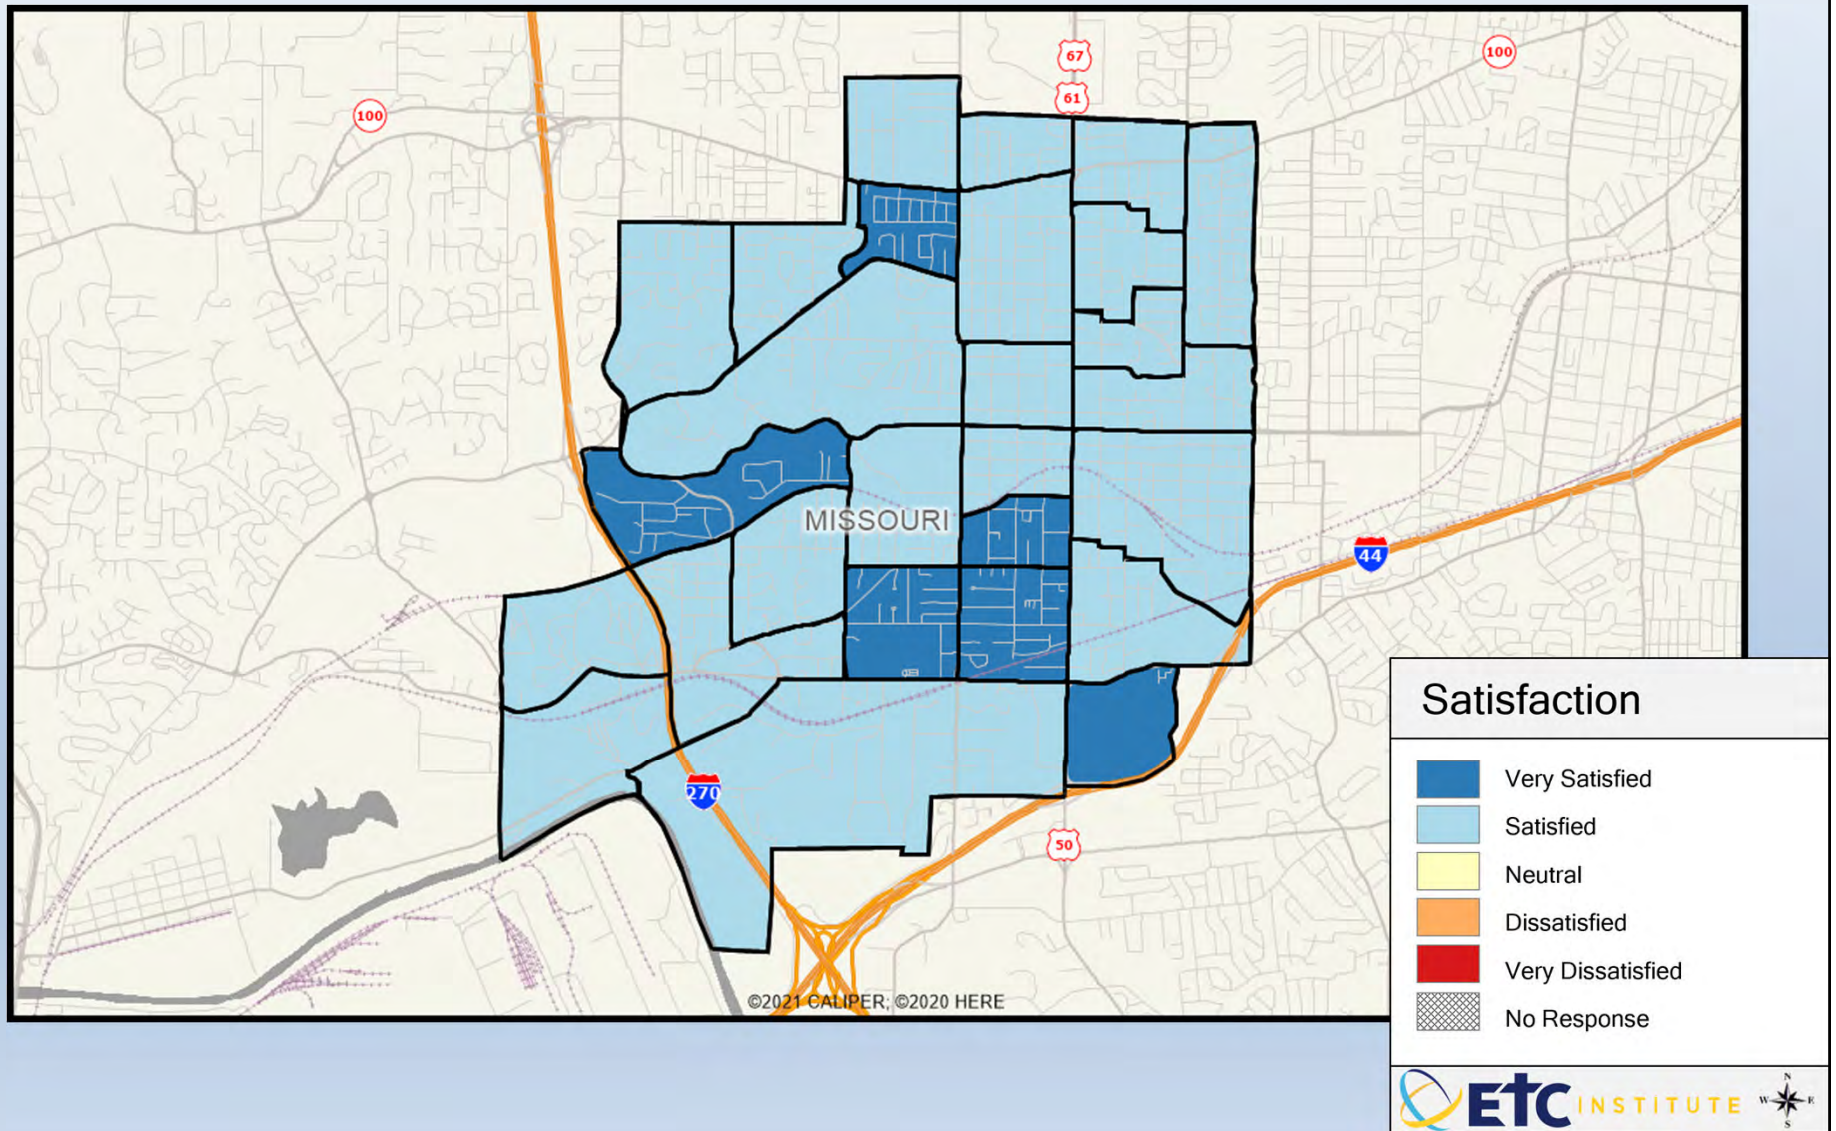 67
100
61
100
MISSOURI
44
270
50
©2021 CALIPER; ©2020 HERE
Satisfaction
Very Satisfied
Satisfied
Neutral
Dissatisfied
Very Dissatisfied
No Response
ETC INSTITUTE
N
W E
S